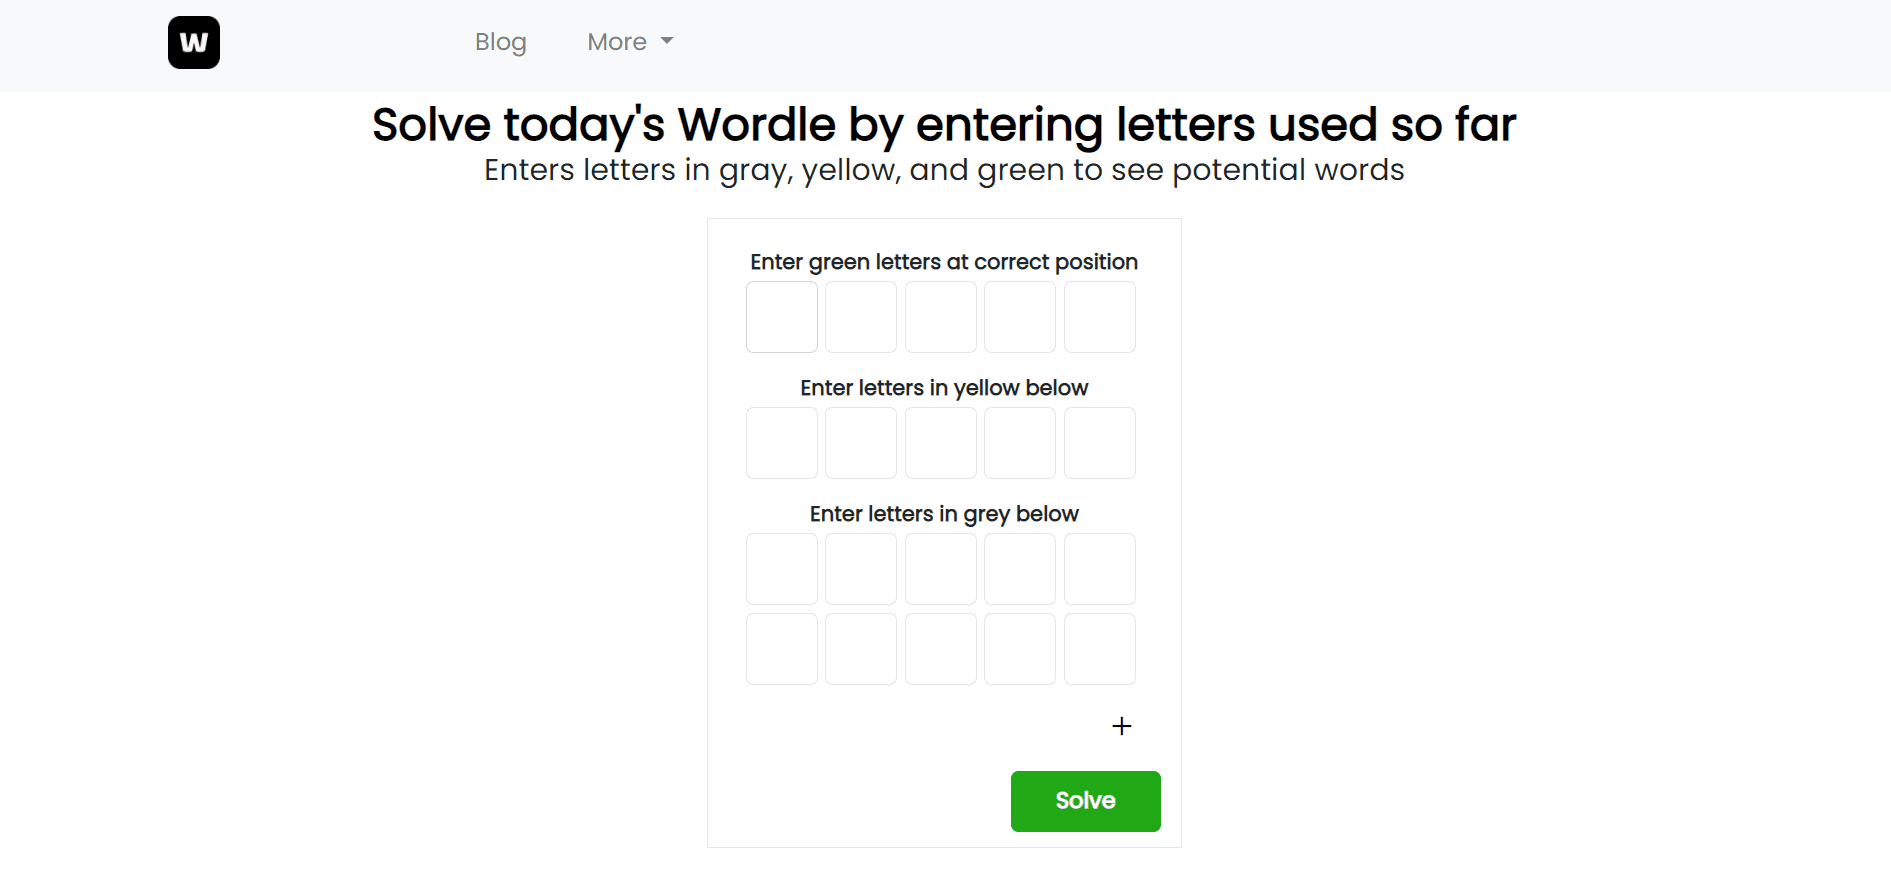 W
Blog More
Solve today's Wordle by entering letters used so far
Enters letters in gray, yellow, and green to see potential words
Enter green letters at correct position
Enter letters in yellow below
Enter letters in grey below
+
Solve